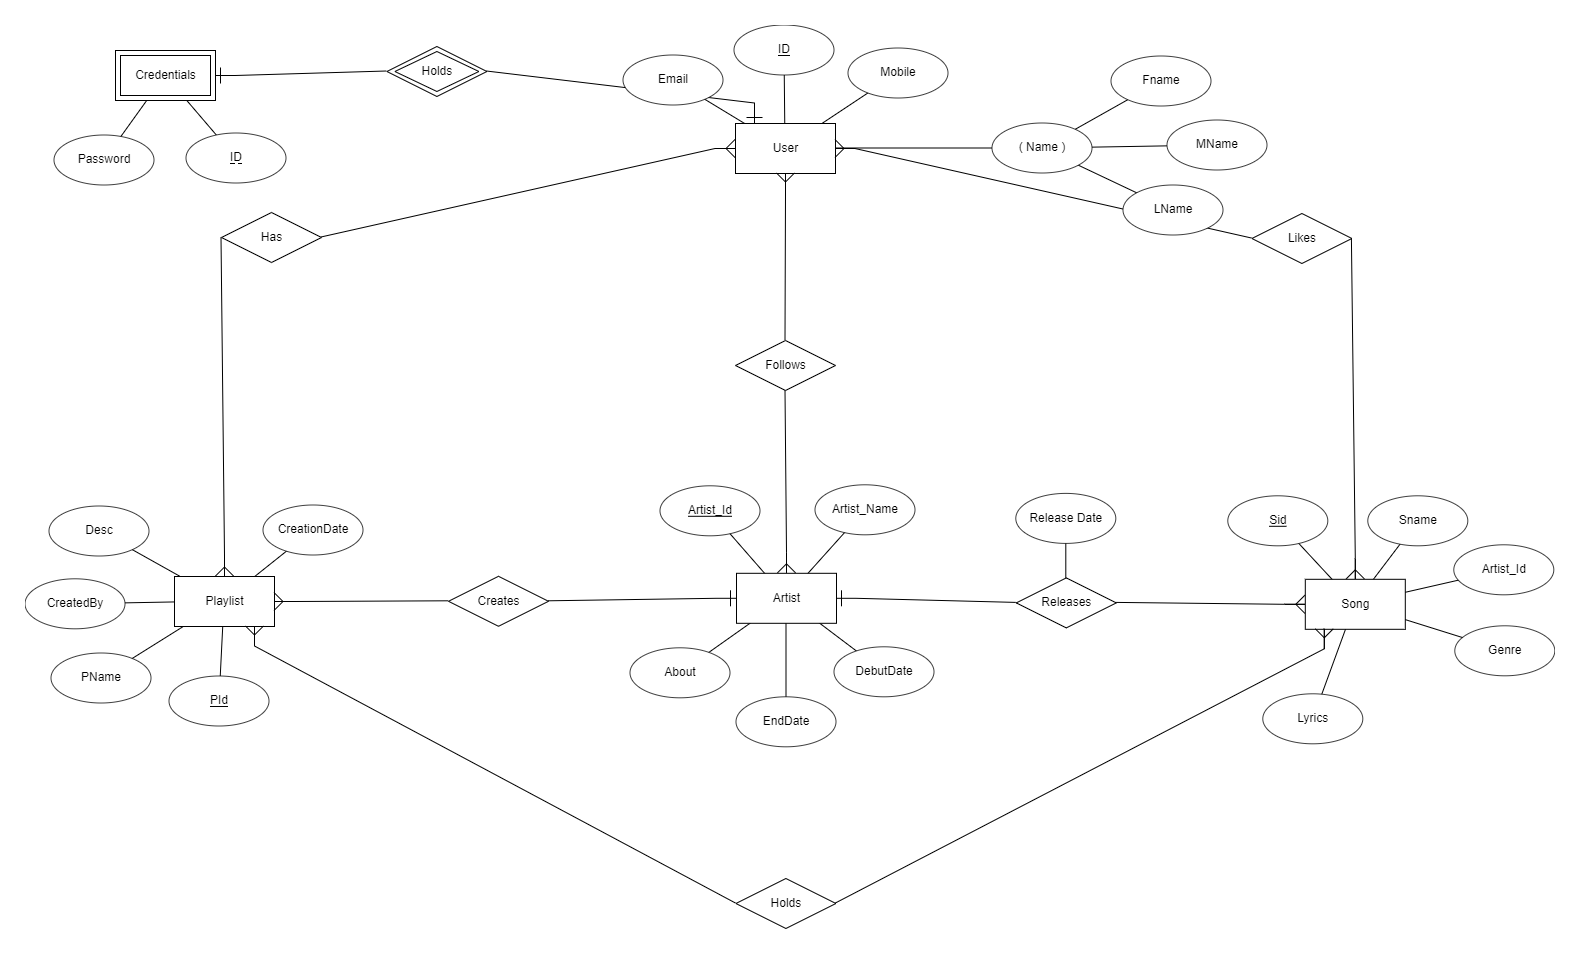 ID
Credentials
Holds
Email
Mobile
Fname
Password
ID
User
( Name )
MName
LName
Has
Likes
Follows
Desc
CreationDate
Artist_Id
Artist_Name
Release Date
Sid
Sname
Artist_Id
CreatedBy
Playlist
Creates
Artist
Releases
Song
Genre
PName
PId
About
EndDate
DebutDate
Lyrics
Holds